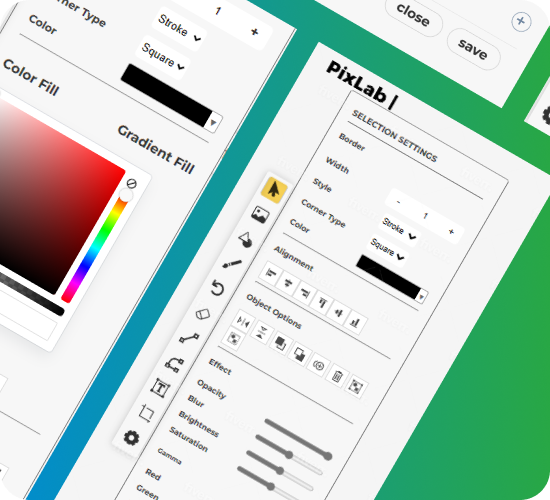 rner Type
Color
1
+
Stroke
Square
Color Fill
Gradient Fill
close
save
+
PixLab |
SELECTION SETTINGS
Border
Width
- 1 +
Style
Stroke
Corner Type
Square
Color
Alignment
Object Options
T
Effect
Opacity
Blur
Brightness
Saturation
Gamma
Red
Green